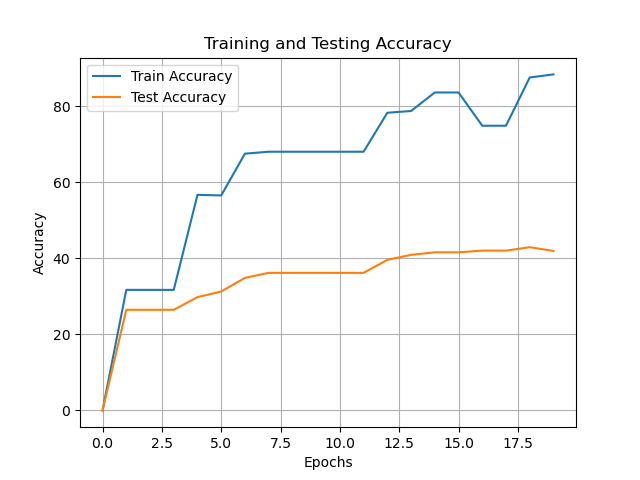 Training and Testing Accuracy
Train Accuracy
Test Accuracy
80
60
40
20
0
Accuracy
0.0 2.5 5.0 7.5 10.0 12.5 15.0 17.5
Epochs